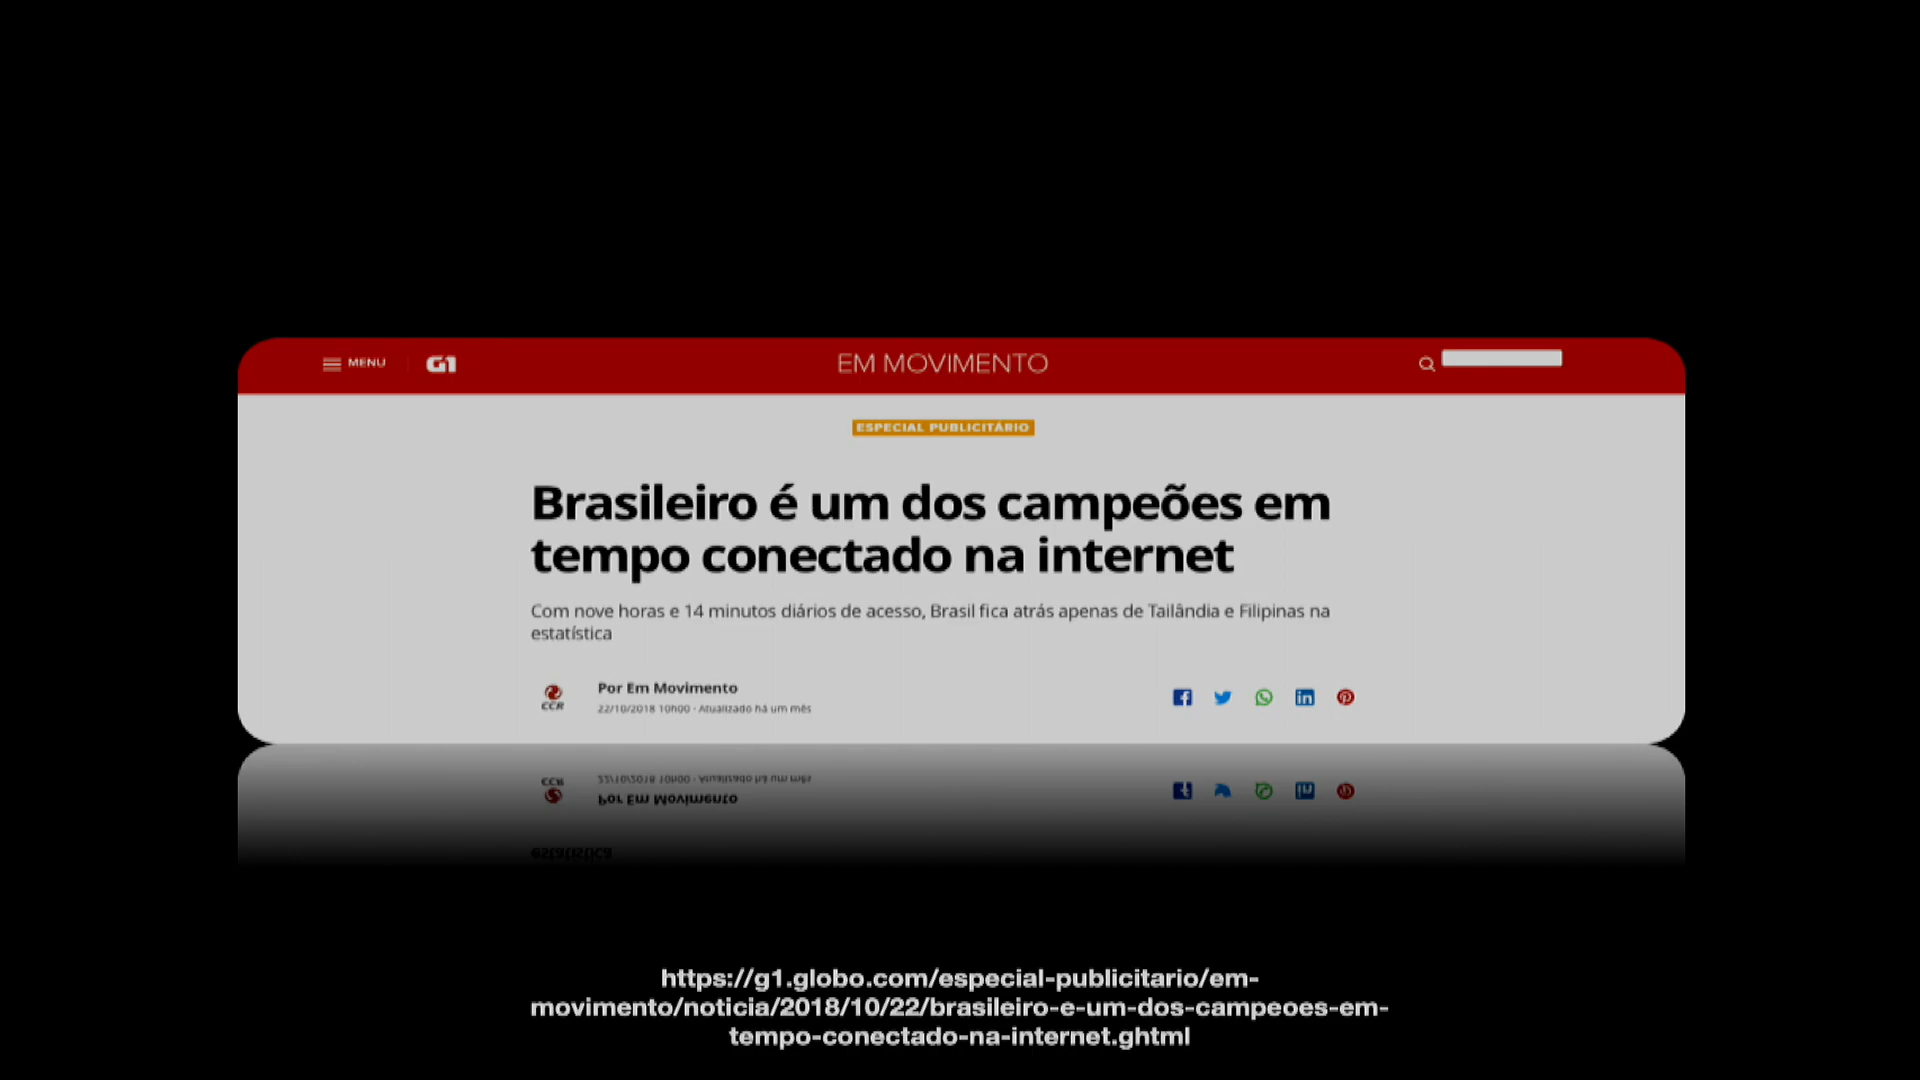 MENU G1 EM MOVIMENTO
ESPECIAL PUBLICITÁRIO
Brasileiro é um dos campeões em
tempo conectado na internet
Com nove horas e 14 minutos diários de acesso, Brasil fica atrás apenas de Tailândia e Filipinas na
estatística
CCR
Por Em Movimento
22/10/2018 10h00 · Atualizado há um mês
https://g1.globo.com/especial-publicitario/em-
movimento/noticia/2018/10/22/brasileiro-e-um-dos-campeoes-em-
tempo-conectado-na-internet.ghtml